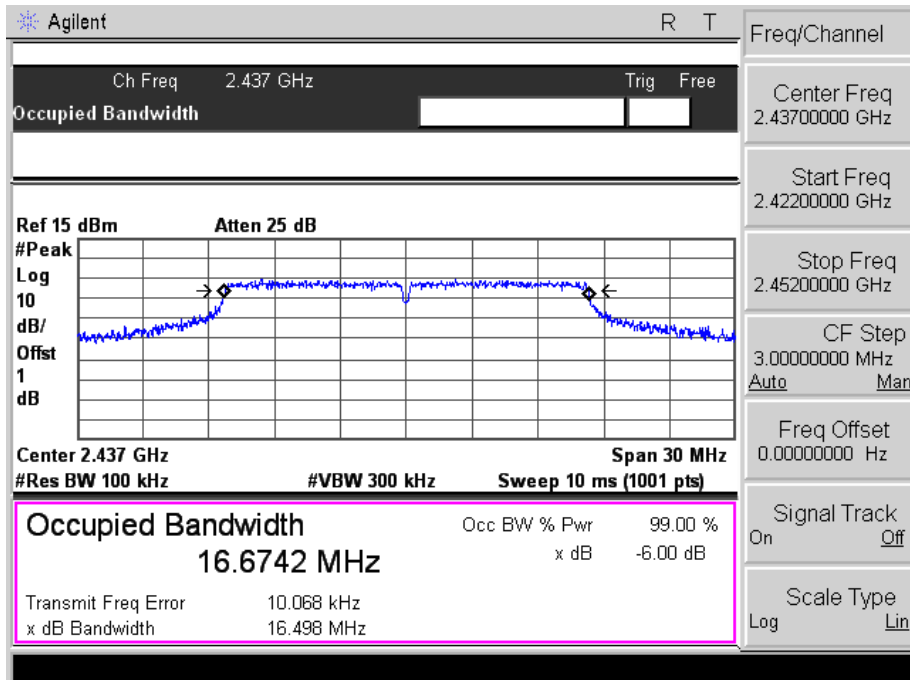 Agilent R T
Ch Freq 2.437 GHz Trig Free
Occupied Bandwidth
Ref 15 dBm Atten 25 dB
#Peak
Log
10
dB/
Offst
1
dB
Center 2.437 GHz Span 30 MHz
#Res BW 100 kHz #VBW 300 kHz Sweep 10 ms (1001 pts)
Occupied Bandwidth Occ BW % Pwr 99.00 %
16.6742 MHz x dB -6.00 dB
Transmit Freq Error 10.068 kHz
x dB Bandwidth 16.498 MHz
Freq/Channel
Center Freq
2.43700000 GHz
Start Freq
2.42200000 GHz
Stop Freq
2.45200000 GHz
CF Step
3.00000000 MHz
Auto Man
Freq Offset
0.00000000 Hz
Signal Track
On Off
Scale Type
Log Lin